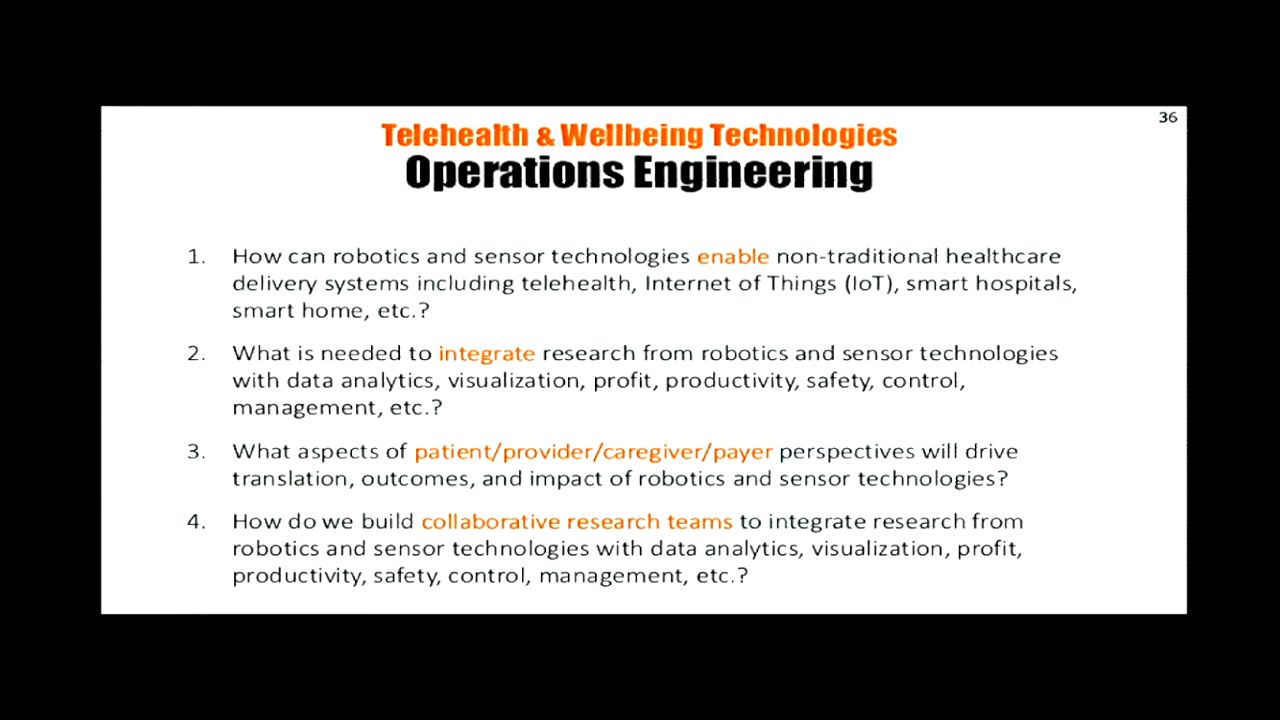 36
Telehealth & Wellbeing Technologies
Operations Engineering
1. How can robotics and sensor technologies enable non-traditional healthcare
delivery systems including telehealth, Internet of Things (IoT), smart hospitals,
smart home, etc.?
2. What is needed to integrate research from robotics and sensor technologies
with data analytics, visualization, profit, productivity, safety, control,
management, etc.?
3. What aspects of patient/provider/caregiver/payer perspectives will drive
translation, outcomes, and impact of robotics and sensor technologies?
4. How do we build collaborative research teams to integrate research from
robotics and sensor technologies with data analytics, visualization, profit,
productivity, safety, control, management, etc.?